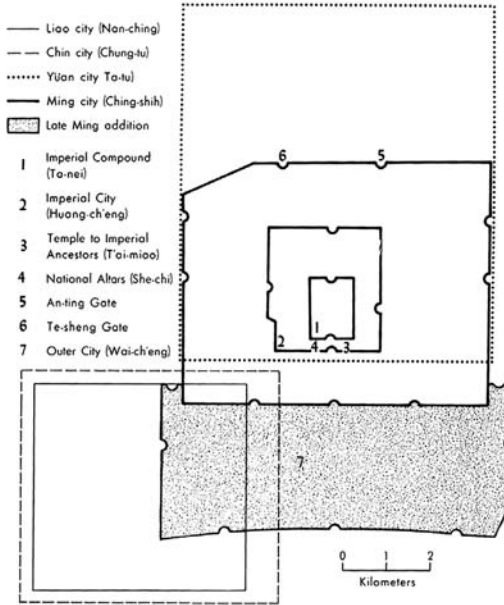 Liao city (Nan-ching)
Chin city (Chung-tu)
Yüan city Ta-tu)
Ming city (Ching-shih)
Late Ming addition
1 Imperial Compound
(Ta-nei)
2 Imperial City
(Huang-ch'eng)
3 Temple to Imperial
Ancestors (T'ai-miao)
4 National Altars (She-chi)
5 An-ting Gate
6 Te-sheng Gate
7 Outer City (Wai-ch'eng)
6 5
1
2 4 3
7
0 1 2
Kilometers